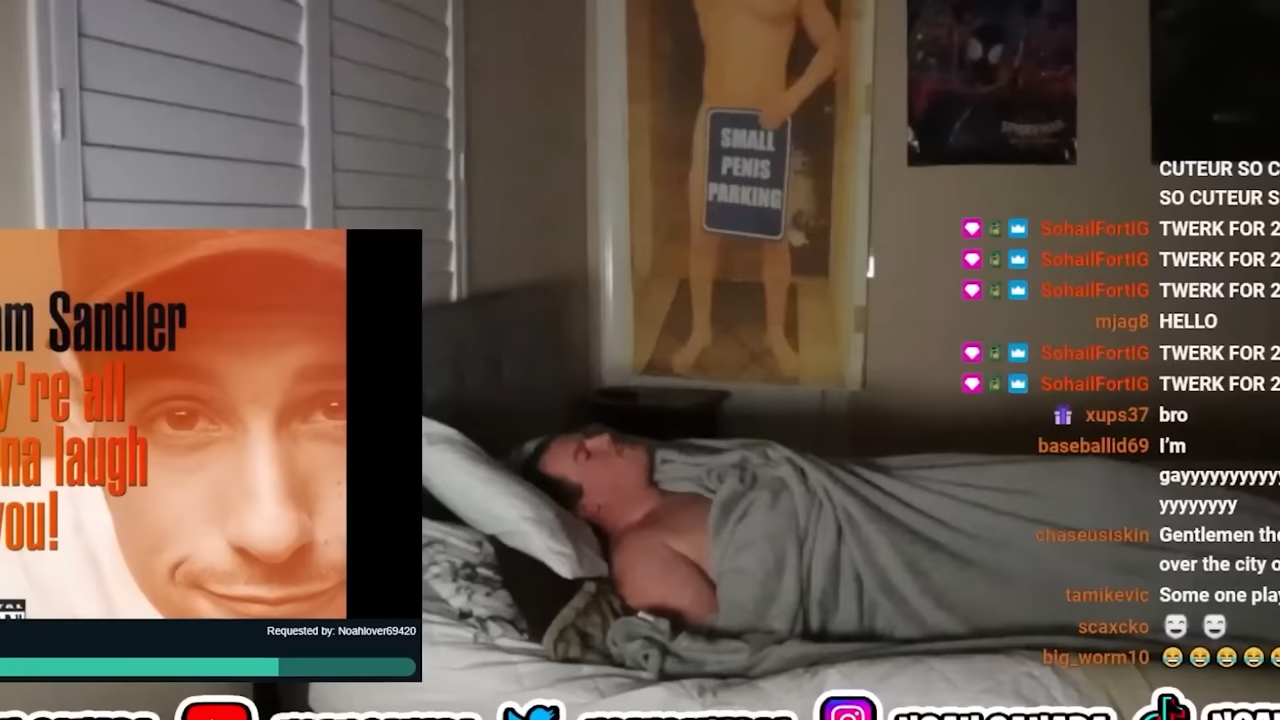 SMALL
PENIS
PARKING
Sandler
y're all
na laugh
you!
Requested by: Noahlover69420
CUTEUR SO C
SO CUTEUR S
SohailFortIG TWERK FOR 2
SohailFortIG TWERK FOR 2
SohailFortIG TWERK FOR 2
mjag8 HELLO
SohailFortIG TWERK FOR 2
SohailFortIG TWERK FOR 2
xups37 bro
baseballid69 I'm
gayyyyyyyyyy
yyyyyyyy
chaseusiskin Gentlemen the
over the city o
tamikevic Some one play
scaxcko
big_worm10 😂😂😂😂😂